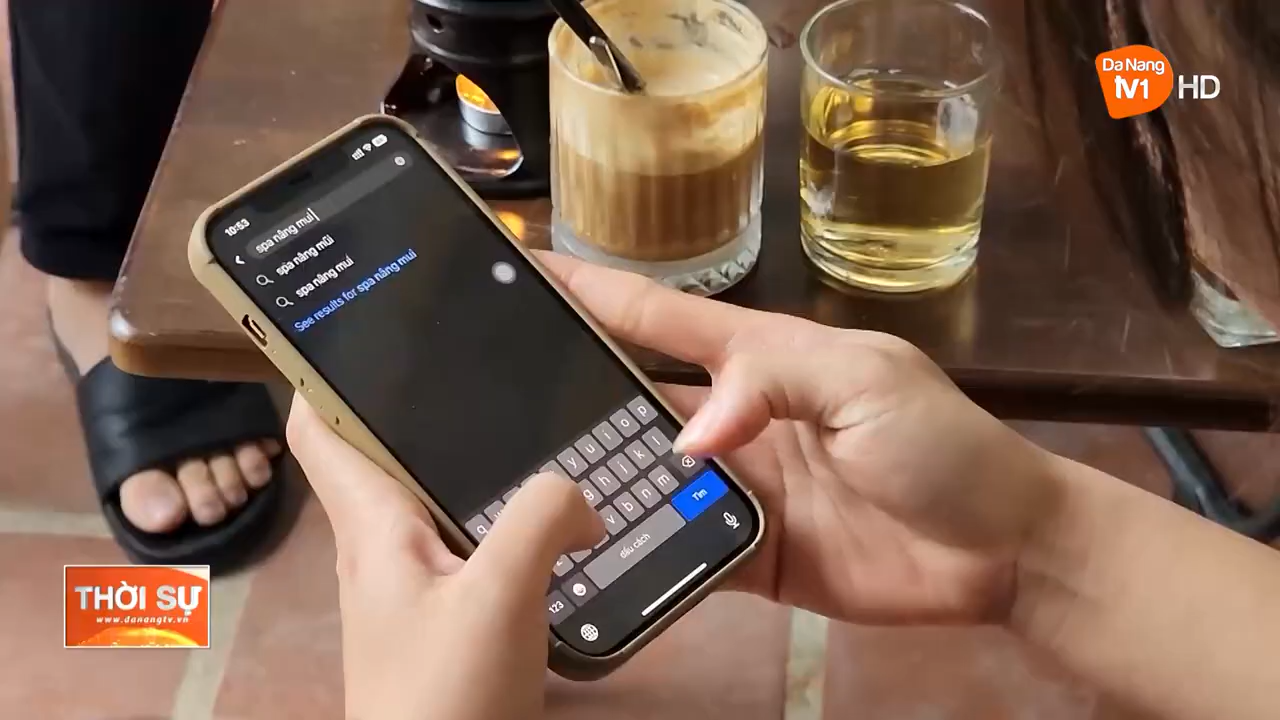 Da Nang
TV1 HD
10:53
spa nâng mui
spa nâng mũi
spa nâng mui
See results for spa nâng mui
q
y u i o p
g h j k l
v b n m
123 dấu cách Tìm
THỜI SỰ
www.danangtv.vn